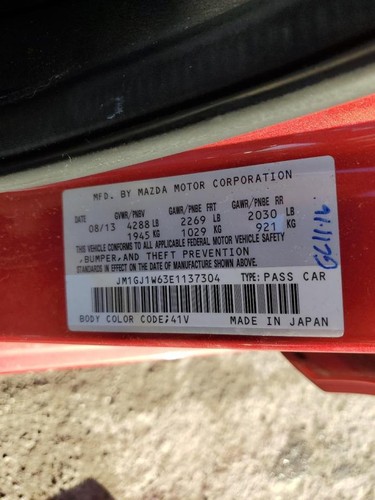 MFD. BY MAZDA MOTOR CORPORATION
DATE GVWR/PNBV GAWR/PNBE FRT GAWR/PNBE RR
08/13 4288 LB 2269 LB 2030 LB
1945 KG 1029 KG 921 KG
THIS VEHICLE CONFORMS TO ALL APPLICABLE FEDERAL MOTOR VEHICLE SAFETY
,BUMPER,AND THEFT PREVENTION
STANDARDS IN EFFECT ON THE DATE OF MANUFACTURE SHOWN ABOVE.
JM1GJ1W63E1137304 TYPE: PASS CAR
BODY COLOR CODE;41V MADE IN JAPAN